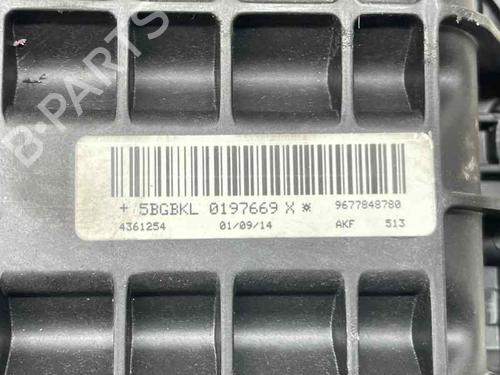 B-PARTS
+ 5BGBKL 0197669 X ¤ 9677848780
4361254 01/09/14 AKF 513